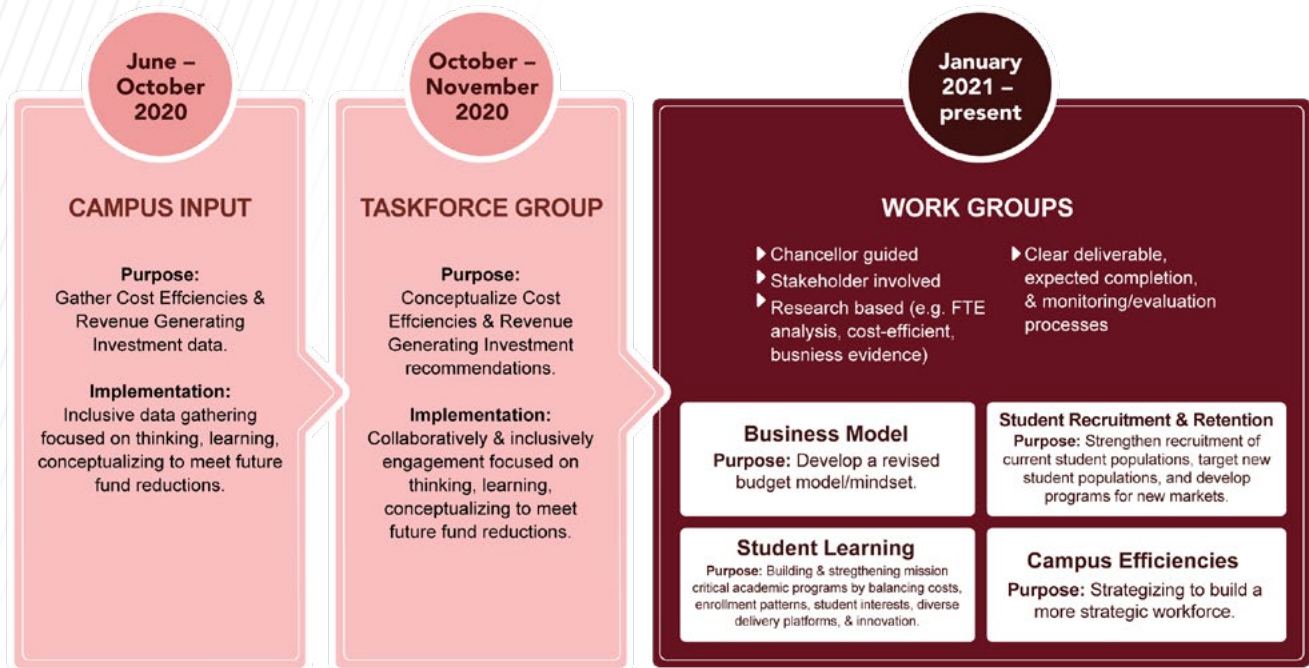 June –
October
2020
CAMPUS INPUT
Purpose:
Gather Cost Effciencies &
Revenue Generating
Investment data.
Implementation:
Inclusive data gathering
focused on thinking, learning,
conceptualizing to meet future
fund reductions.
October –
November
2020
TASKFORCE GROUP
Purpose:
Conceptualize Cost
Effciencies & Revenue
Generating Investment
recommendations.
Implementation:
Collaboratively & inclusively
engagement focused on
thinking, learning,
conceptualizing to meet
future fund reductions.
January
2021 –
present
WORK GROUPS
Chancellor guided
Stakeholder involved
Research based (e.g. FTE
analysis, cost-efficient,
busniess evidence)
Clear deliverable,
expected completion,
& monitoring/evaluation
processes
Business Model
Purpose: Develop a revised
budget model/mindset.
Student Recruitment & Retention
Purpose: Strengthen recruitment of
current student populations, target new
student populations, and develop
programs for new markets.
Student Learning
Purpose: Building & stregthening mission
critical academic programs by balancing costs,
enrollment patterns, student interests, diverse
delivery platforms, & innovation.
Campus Efficiencies
Purpose: Strategizing to build a
more strategic workforce.